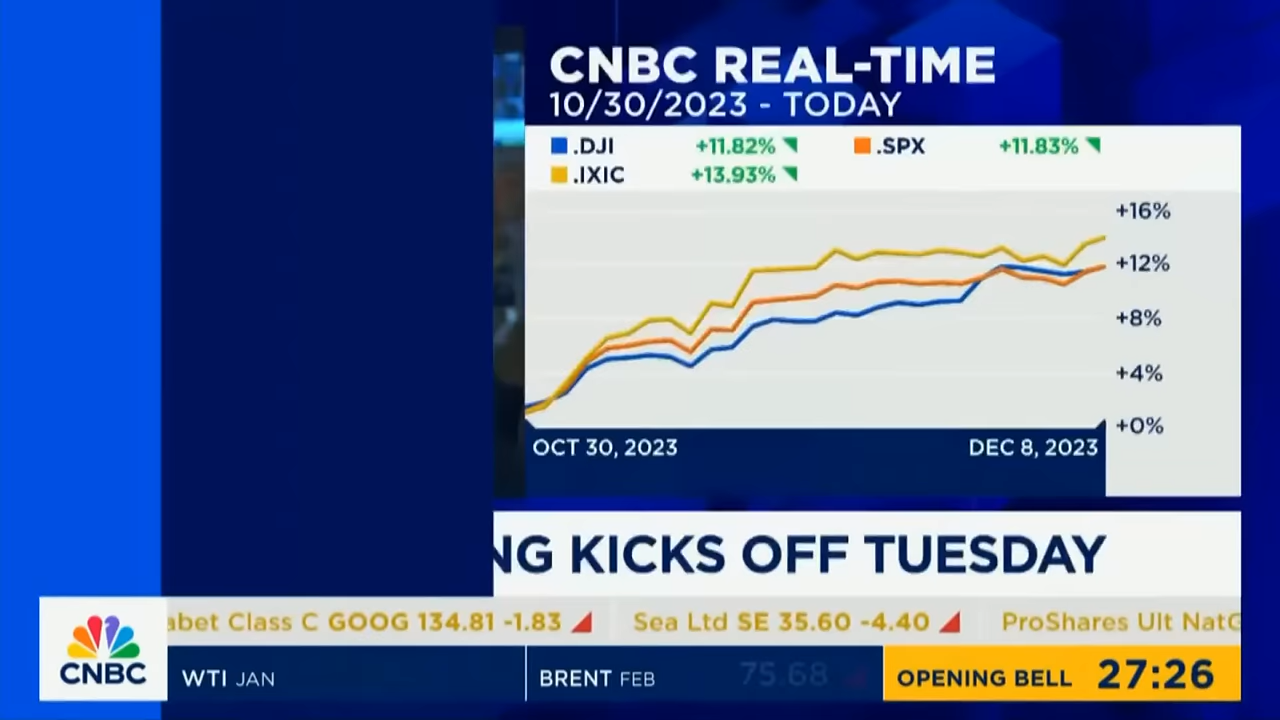 CNBC REAL-TIME
10/30/2023 - TODAY
.DJI +11.82% .SPX +11.83%
.IXIC +13.93%
+16%
+12%
+8%
+4%
+0%
OCT 30, 2023 DEC 8, 2023
NG KICKS OFF TUESDAY
abet Class C GOOG 134.81 -1.83 Sea Ltd SE 35.60 -4.40 ProShares Ult NatG
CNBC
WTI JAN BRENT FEB 75.68 OPENING BELL 27:26